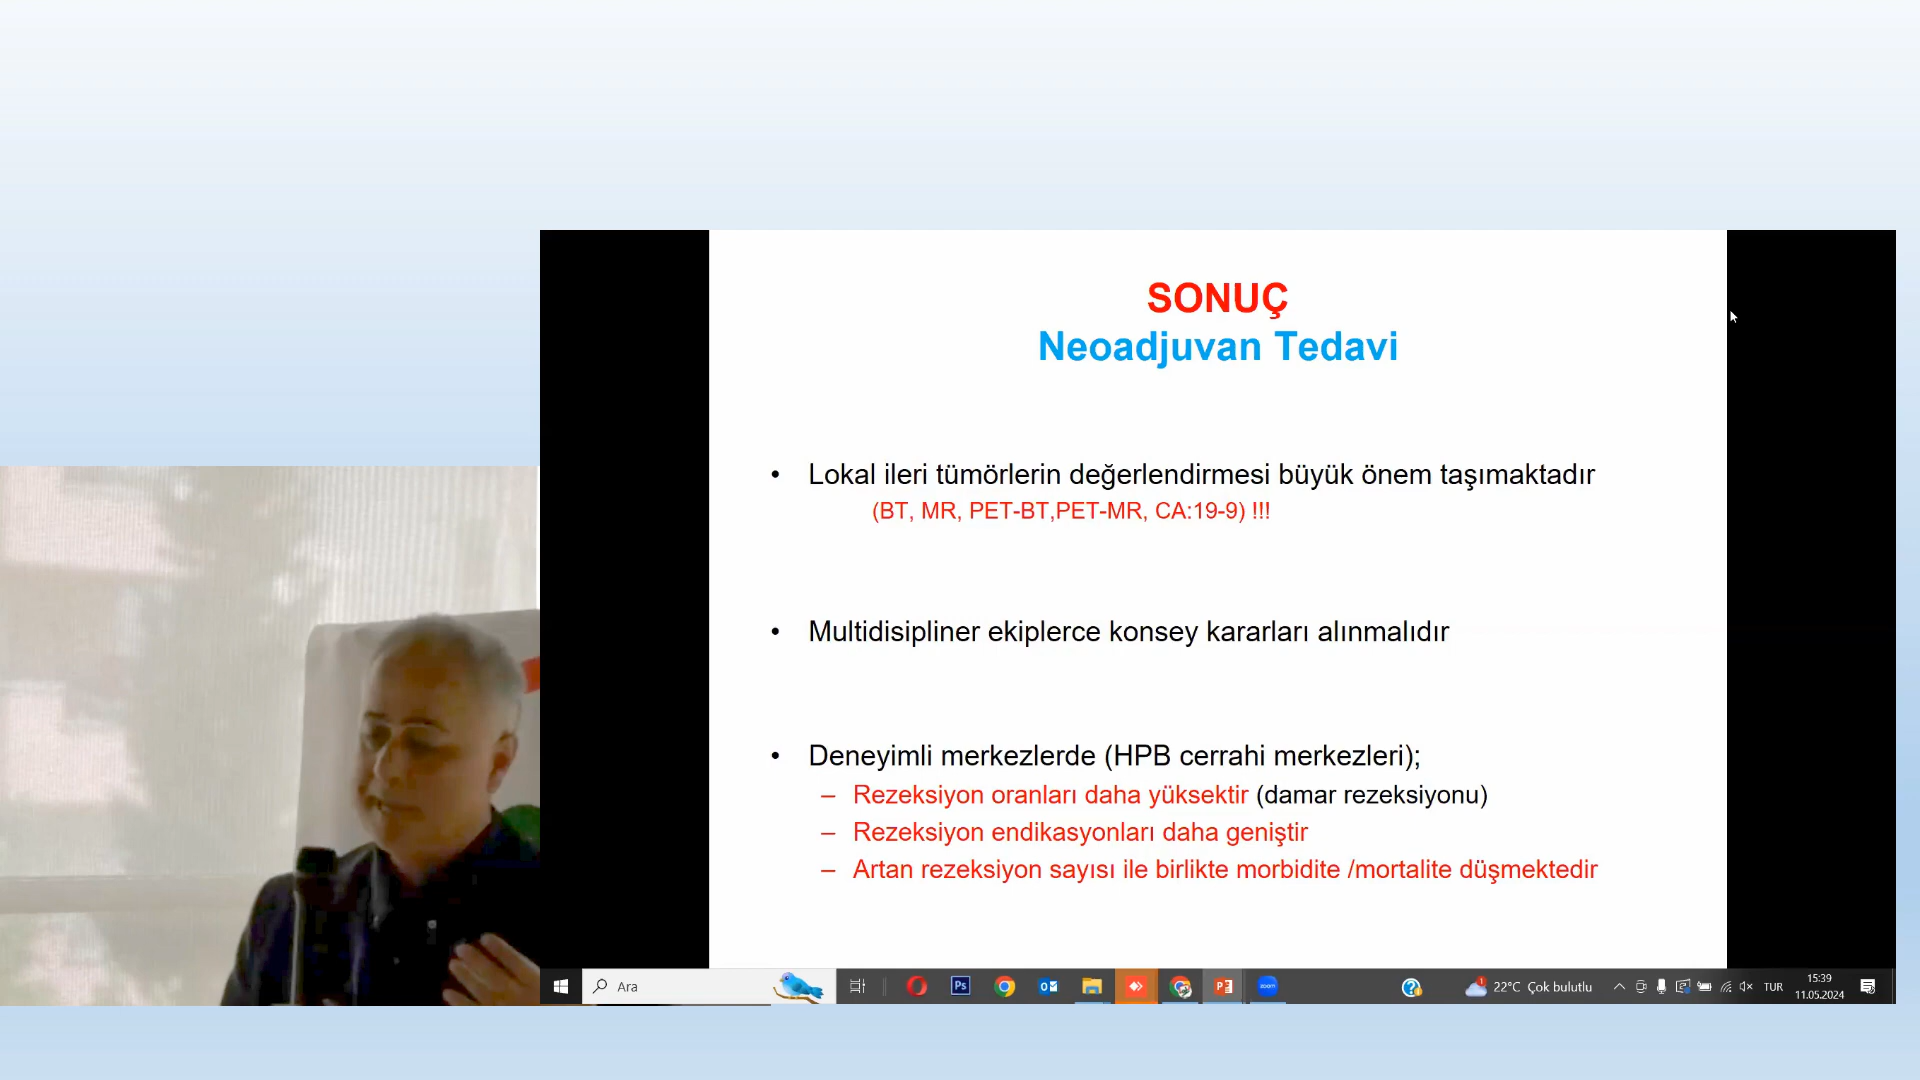 SONUÇ
Neoadjuvan Tedavi
• Lokal ileri tümörlerin değerlendirmesi büyük önem taşımaktadır
(BT, MR, PET-BT,PET-MR, CA:19-9) !!!
• Multidisipliner ekiplerce konsey kararları alınmalıdır
• Deneyimli merkezlerde (HPB cerrahi merkezleri);
– Rezeksiyon oranları daha yüksektir (damar rezeksiyonu)
– Rezeksiyon endikasyonları daha geniştir
– Artan rezeksiyon sayısı ile birlikte morbidite /mortalite düşmektedir
Ara
Ps
zoom
1
22°C Çok bulutlu
TUR
15:39
11.05.2024